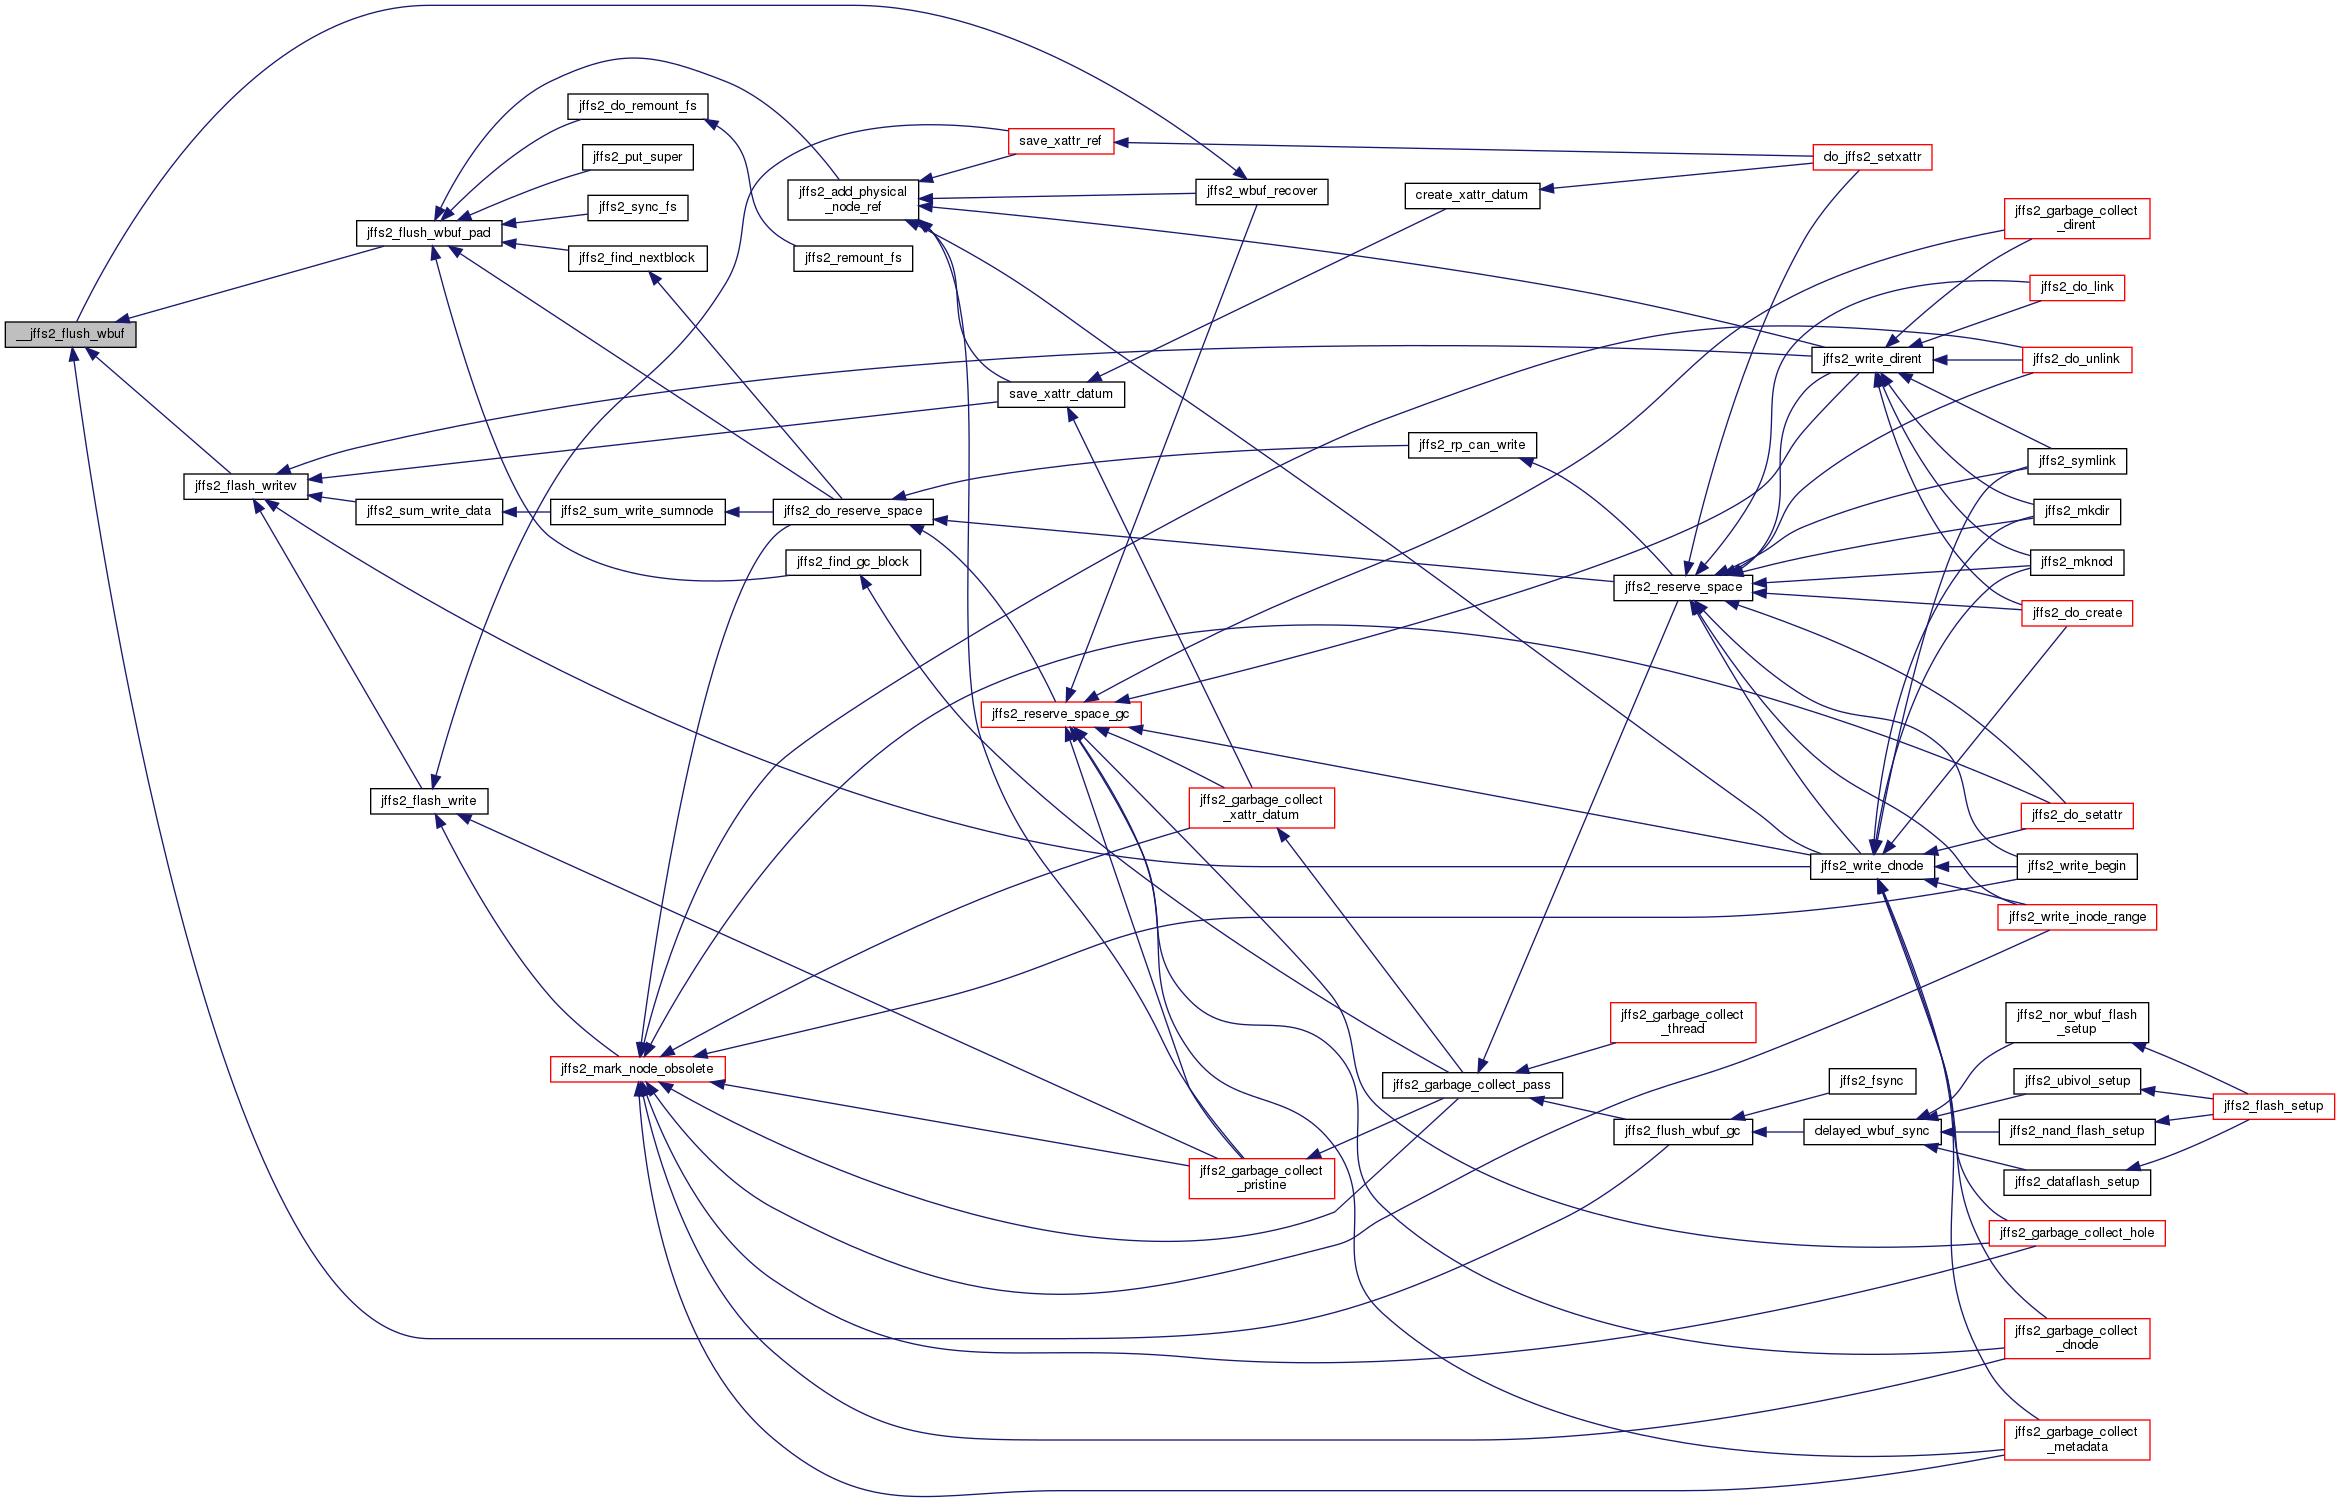 __jffs2_flush_wbuf
jffs2_flush_wbuf_pad
jffs2_flash_writev
jffs2_flash_write
jffs2_do_remount_fs
jffs2_put_super
jffs2_sync_fs
jffs2_find_nextblock
jffs2_sum_write_data
jffs2_sum_write_sumnode
jffs2_mark_node_obsolete
jffs2_add_physical
_node_ref
jffs2_remount_fs
jffs2_do_reserve_space
jffs2_find_gc_block
save_xattr_ref
save_xattr_datum
jffs2_reserve_space_gc
jffs2_wbuf_recover
jffs2_garbage_collect
_xattr_datum
jffs2_garbage_collect
_pristine
create_xattr_datum
jffs2_rp_can_write
jffs2_garbage_collect_pass
jffs2_reserve_space
jffs2_garbage_collect
_thread
jffs2_flush_wbuf_gc
do_jffs2_setxattr
jffs2_write_dirent
jffs2_write_dnode
jffs2_fsync
delayed_wbuf_sync
jffs2_garbage_collect
_dirent
jffs2_do_link
jffs2_do_unlink
jffs2_symlink
jffs2_mkdir
jffs2_mknod
jffs2_do_create
jffs2_do_setattr
jffs2_write_begin
jffs2_write_inode_range
jffs2_nor_wbuf_flash
_setup
jffs2_ubivol_setup
jffs2_nand_flash_setup
jffs2_dataflash_setup
jffs2_garbage_collect_hole
jffs2_garbage_collect
_dnode
jffs2_garbage_collect
_metadata
jffs2_flash_setup